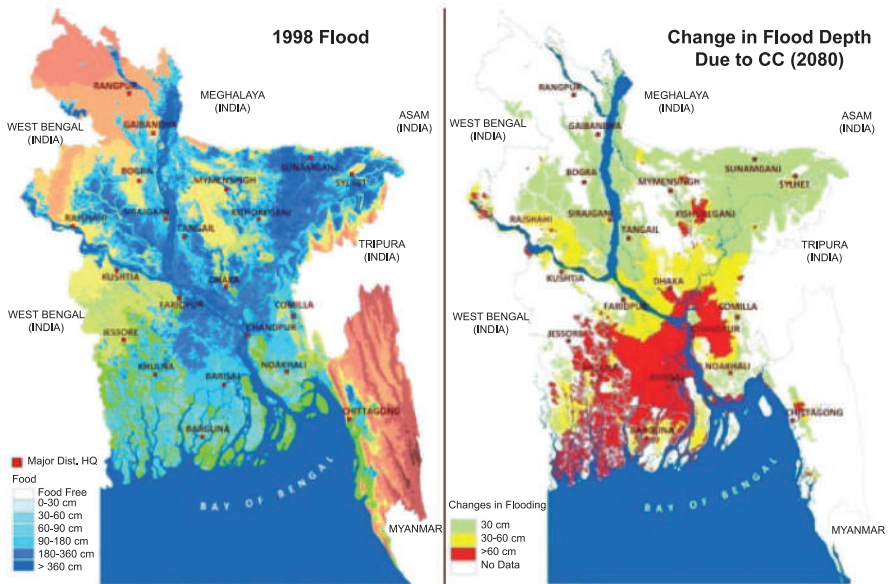 1998 Flood
RANGPUR
MEGHALAYA
(INDIA)
ASAM
(INDIA)
WEST BENGAL
(INDIA)
GAIBANDHA
SUNAMGANJ
SYLHET
BOGRA
MYMENSINGH
SIRAJGANJ
KISHOREGANJ
RAJSHAHI
TANGAIL
TRIPURA
(INDIA)
KUSHTIA
DHAKA
WEST BENGAL
(INDIA)
FARIDPUR
COMILLA
CHANDPUR
JESSORE
KHULNA
BARISAL
NOAKHALI
CHITTAGONG
BARGUNA
Major Dist. HQ
Food
Food Free
0-30 cm
30-60 cm
60-90 cm
90-180 cm
180-360 cm
> 360 cm
BAY OF BENGAL
MYANMAR
Change in Flood Depth
Due to CC (2080)
RANGPUR
MEGHALAYA
(INDIA)
ASAM
(INDIA)
WEST BENGAL
(INDIA)
GAIBANDHA
SUNAMGANJ
SYLHET
BOGRA
MYMENSINGH
SIRAJGANJ
KISHOREGANJ
RAJSHAHI
TANGAIL
TRIPURA
(INDIA)
KUSHTIA
DHAKA
WEST BENGAL
(INDIA)
FARIDPUR
COMILLA
CHANDPUR
JESSORE
NOAKHALI
BARISAL
CHITTAGONG
BARGUNA
BAY OF BENGAL
Changes in Flooding
30 cm
30-60 cm
>60 cm
No Data
MYANMAR